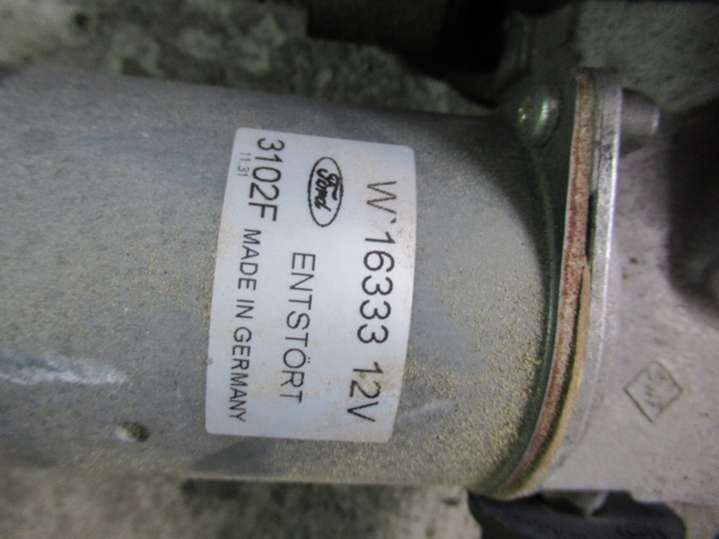 W`16333 12V
Ford
ENTSTÖRT
3102F MADE IN GERMANY
11-31